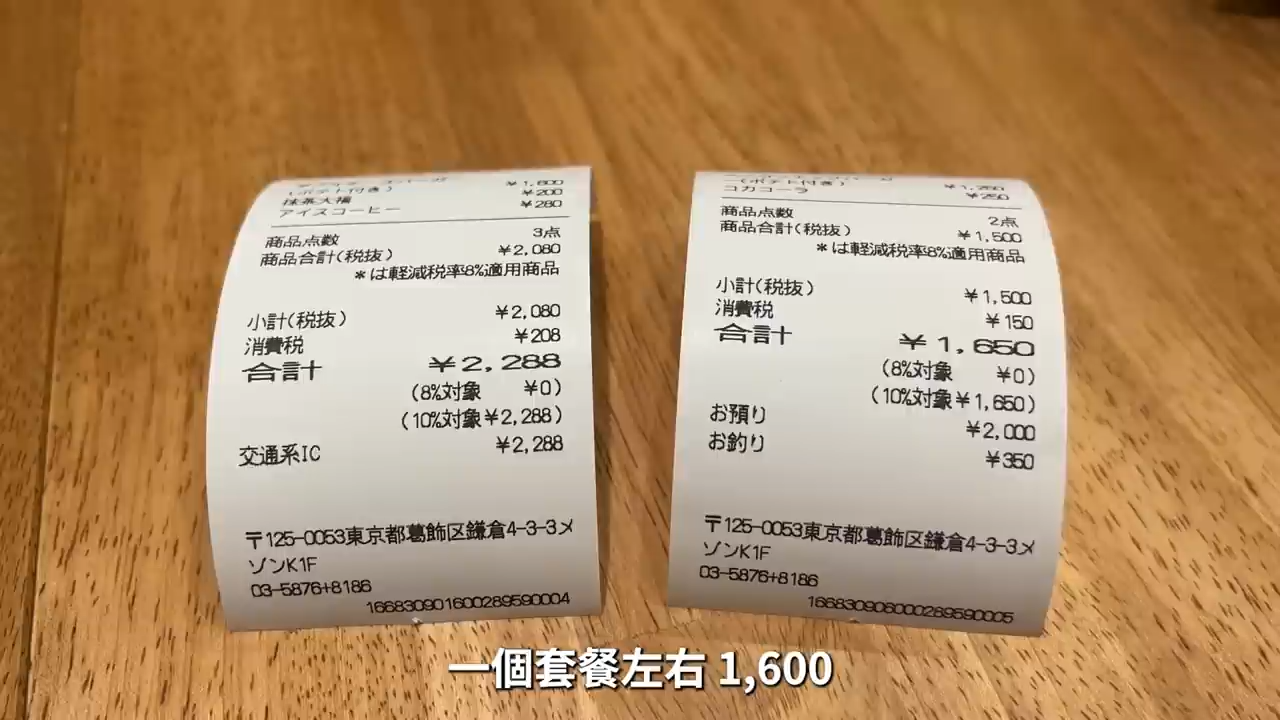 (ポテト付き) ¥1,600
抹茶大福 ¥200
アイスコーヒー ¥280
商品点数 3点
商品合計(税抜) ¥2,080
*は軽減税率8%適用商品
小計(税抜) ¥2,080
消費税 ¥208
合計 ¥2,288
(8%対象 ¥0)
(10%対象¥2,288)
交通系IC ¥2,288
〒125-0053東京都葛飾区鎌倉4-3-3メ
ゾンK1F
03-5876+8186
166830901600289590004
(ポテト付き) ¥1,250
コカコーラ ¥250
商品点数 2点
商品合計(税抜) ¥1,500
*は軽減税率8%適用商品
小計(税抜) ¥1,500
消費税 ¥150
合計 ¥1,650
(8%対象 ¥0)
(10%対象¥1,650)
お預り ¥2,000
お釣り ¥350
〒125-0053東京都葛飾区鎌倉4-3-3メ
ゾンK1F
03-5876+8186
166830906000269590005
一個套餐左右 1,600